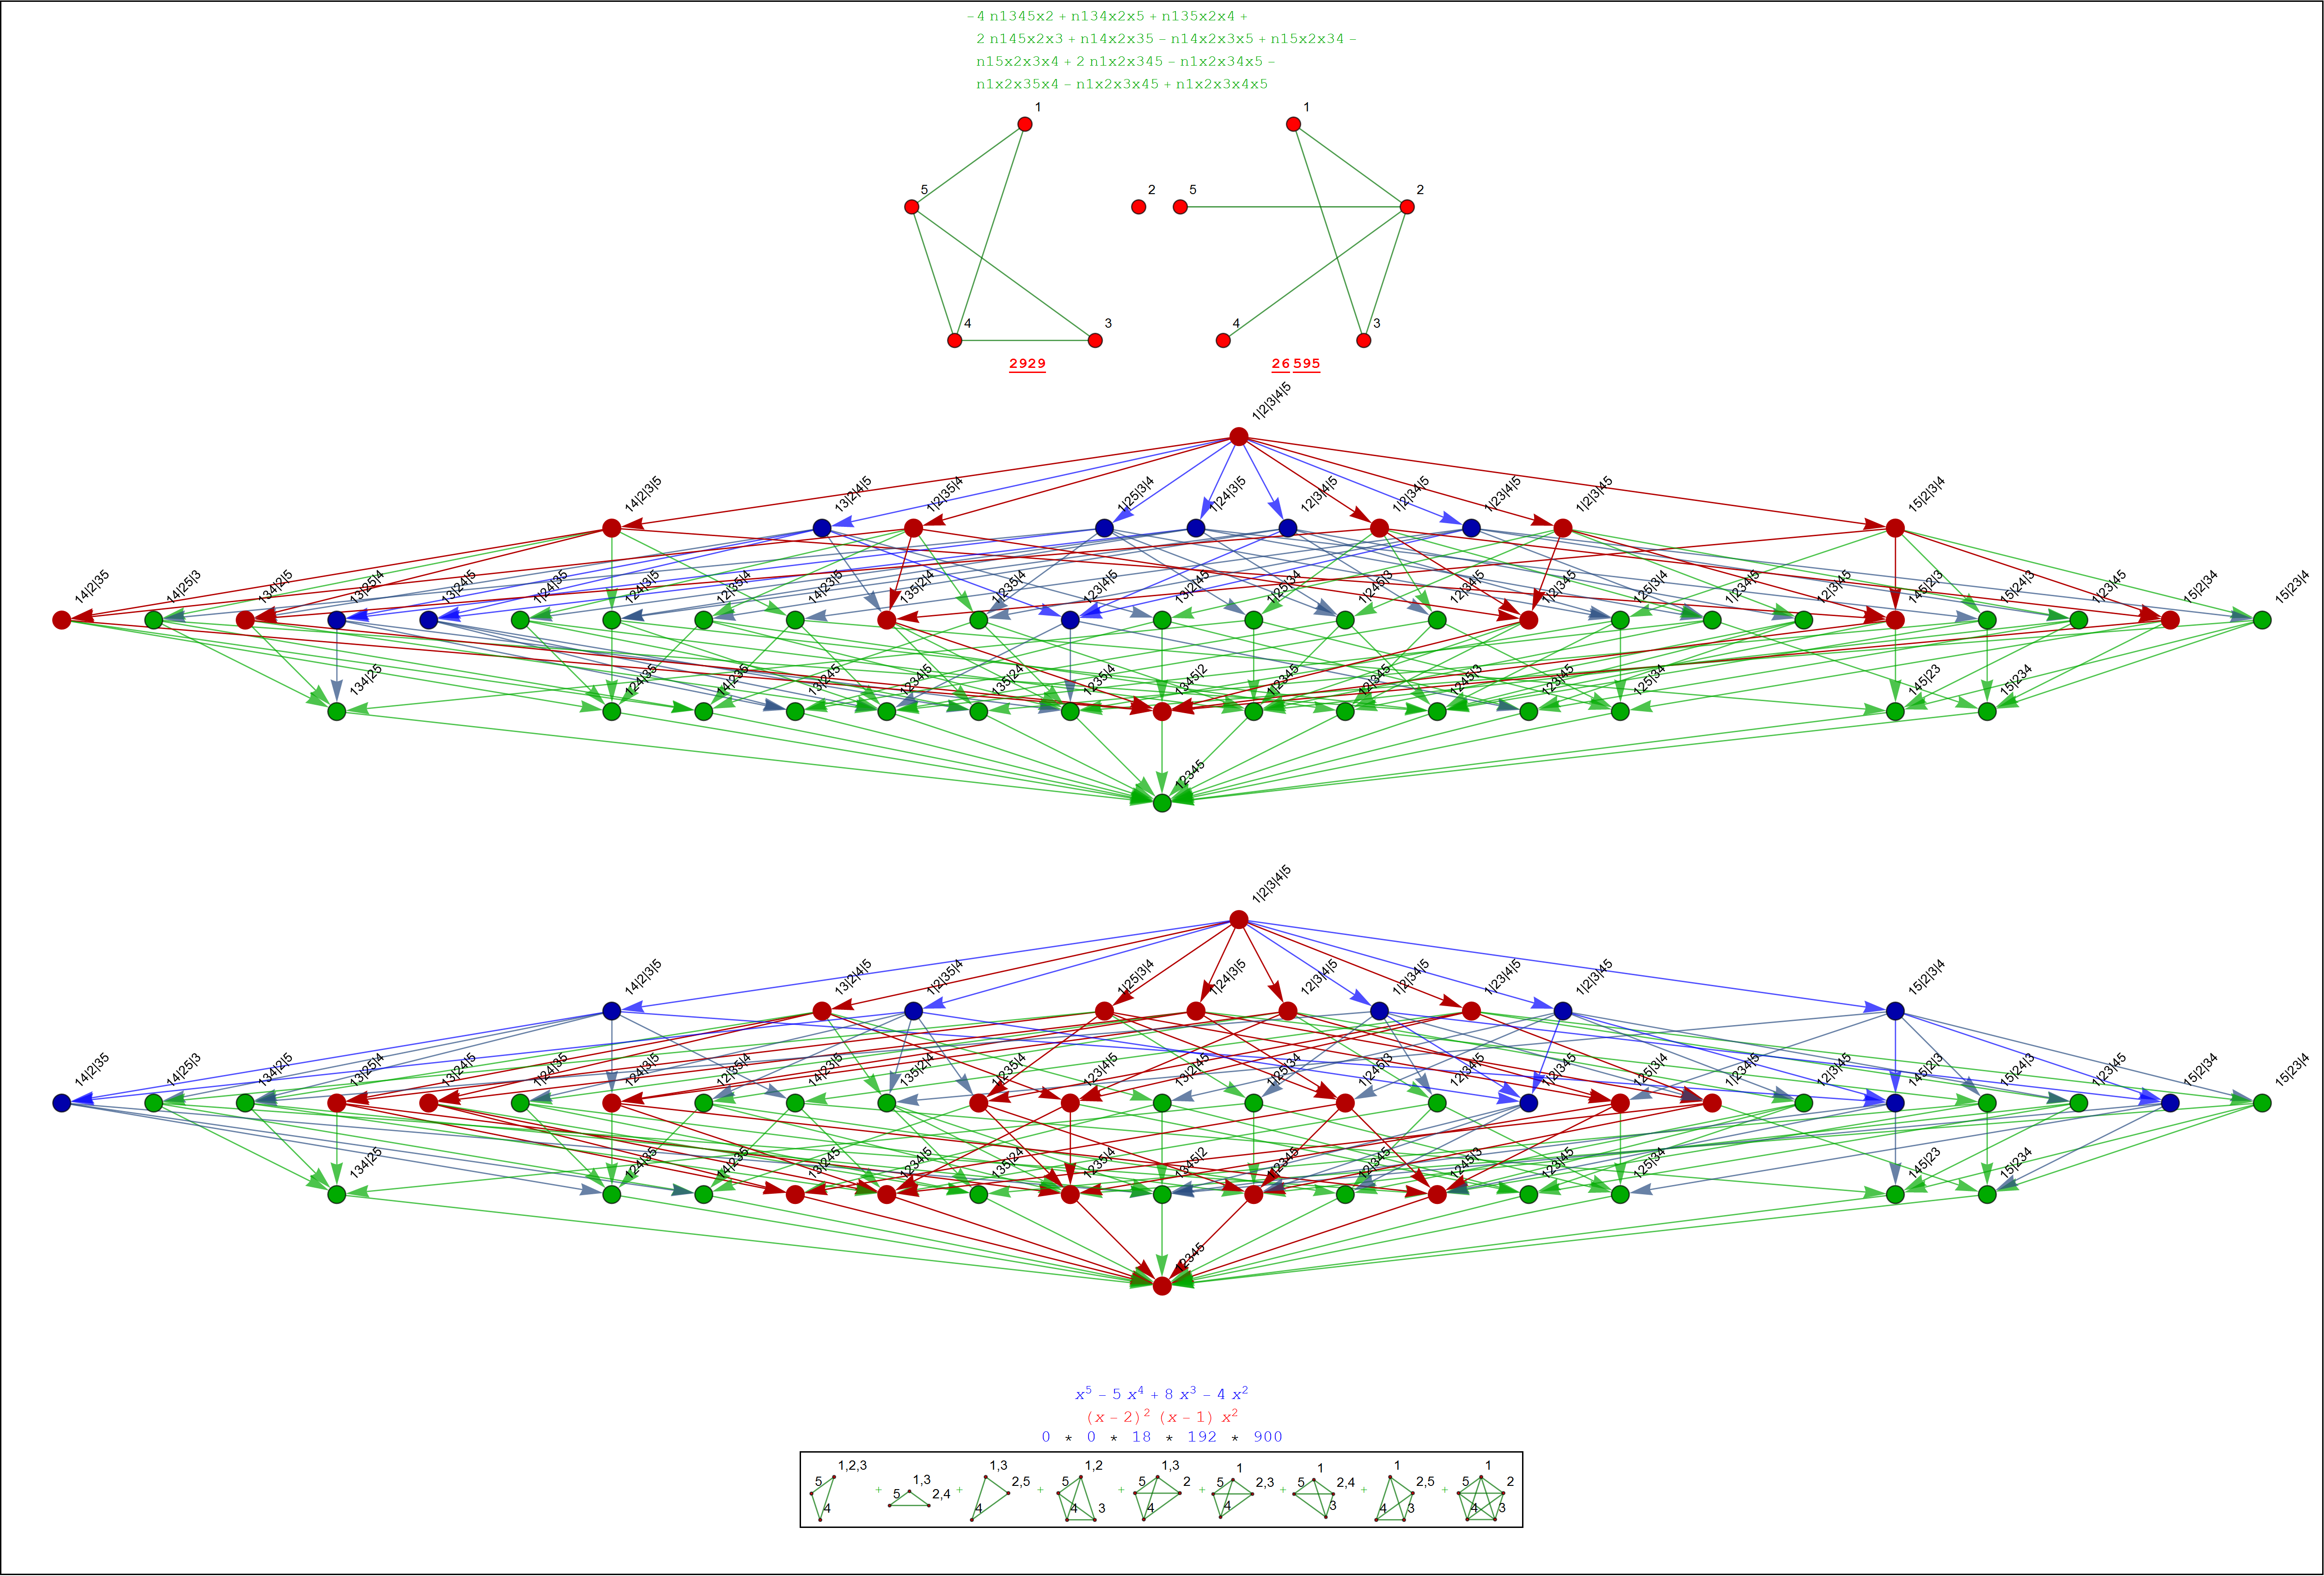 −4 n1345x2 + n134x2x5 + n135x2x4 +
2 n145x2x3 + n14x2x35 − n14x2x3x5 + n15x2x34 −
n15x2x3x4 + 2 n1x2x345 − n1x2x34x5 −
n1x2x35x4 − n1x2x3x45 + n1x2x3x4x5
1 1
5 2 5 2
4 3 4 3
2929 26 595
1|2|3|4|5
14|2|3|5 13|2|4|5 1|2|35|4 1|25|3|4 1|24|3|5 12|3|4|5 1|2|34|5 1|23|4|5 1|2|3|45 15|2|3|4
14|2|35 14|25|3 134|2|5 13|25|4 13|24|5 1|24|35 124|3|5 12|35|4 14|23|5 135|2|4 1|235|4 123|4|5 13|2|45 1|25|34 1|245|3 12|34|5 1|2|345 125|3|4 1|234|5 12|3|45 145|2|3 15|24|3 1|23|45 15|2|34 15|23|4
134|25 124|35 14|235 13|245 1234|5 135|24 1235|4 1345|2 1|2345 12|345 1245|3 123|45 125|34 145|23 15|234
12345
1|2|3|4|5
14|2|3|5 13|2|4|5 1|2|35|4 1|25|3|4 1|24|3|5 12|3|4|5 1|2|34|5 1|23|4|5 1|2|3|45 15|2|3|4
14|2|35 14|25|3 134|2|5 13|25|4 13|24|5 1|24|35 124|3|5 12|35|4 14|23|5 135|2|4 1|235|4 123|4|5 13|2|45 1|25|34 1|245|3 12|34|5 1|2|345 125|3|4 1|234|5 12|3|45 145|2|3 15|24|3 1|23|45 15|2|34 15|23|4
134|25 124|35 14|235 13|245 1234|5 135|24 1235|4 1345|2 1|2345 12|345 1245|3 123|45 125|34 145|23 15|234
12345
x⁵ − 5 x⁴ + 8 x³ − 4 x²
(x − 2)² (x − 1) x²
0 * 0 * 18 * 192 * 900
5 1,2,3 4 + 5 1,3 2,4 + 1,3 2,5 4 + 5 1,2 4 3 + 5 1,3 2 4 + 5 1 2,3 4 + 5 1 2,4 3 + 1 2,5 4 3 + 5 1 2 4 3